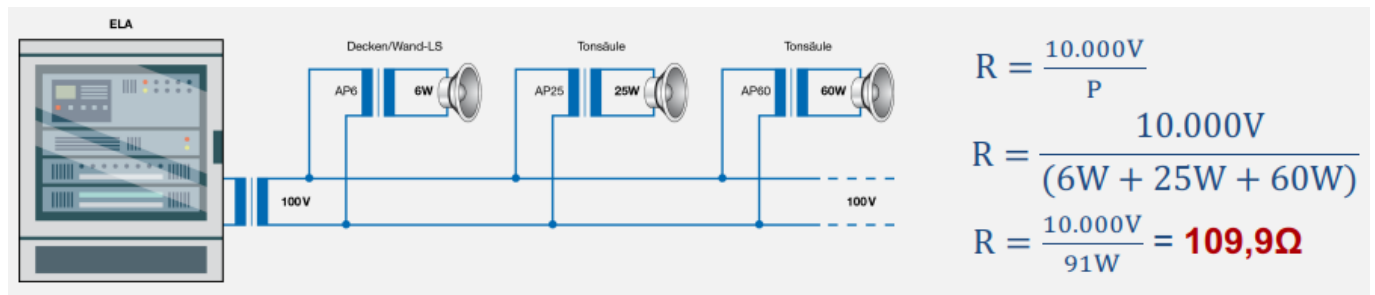 ELA
Decken/Wand-LS
Tonsäule
Tonsäule
AP6
6W
AP25
25W
AP60
60W
100V
100V
R = 10.000V / P
R = 10.000V / (6W + 25W + 60W)
R = 10.000V / 91W = 109,9Ω